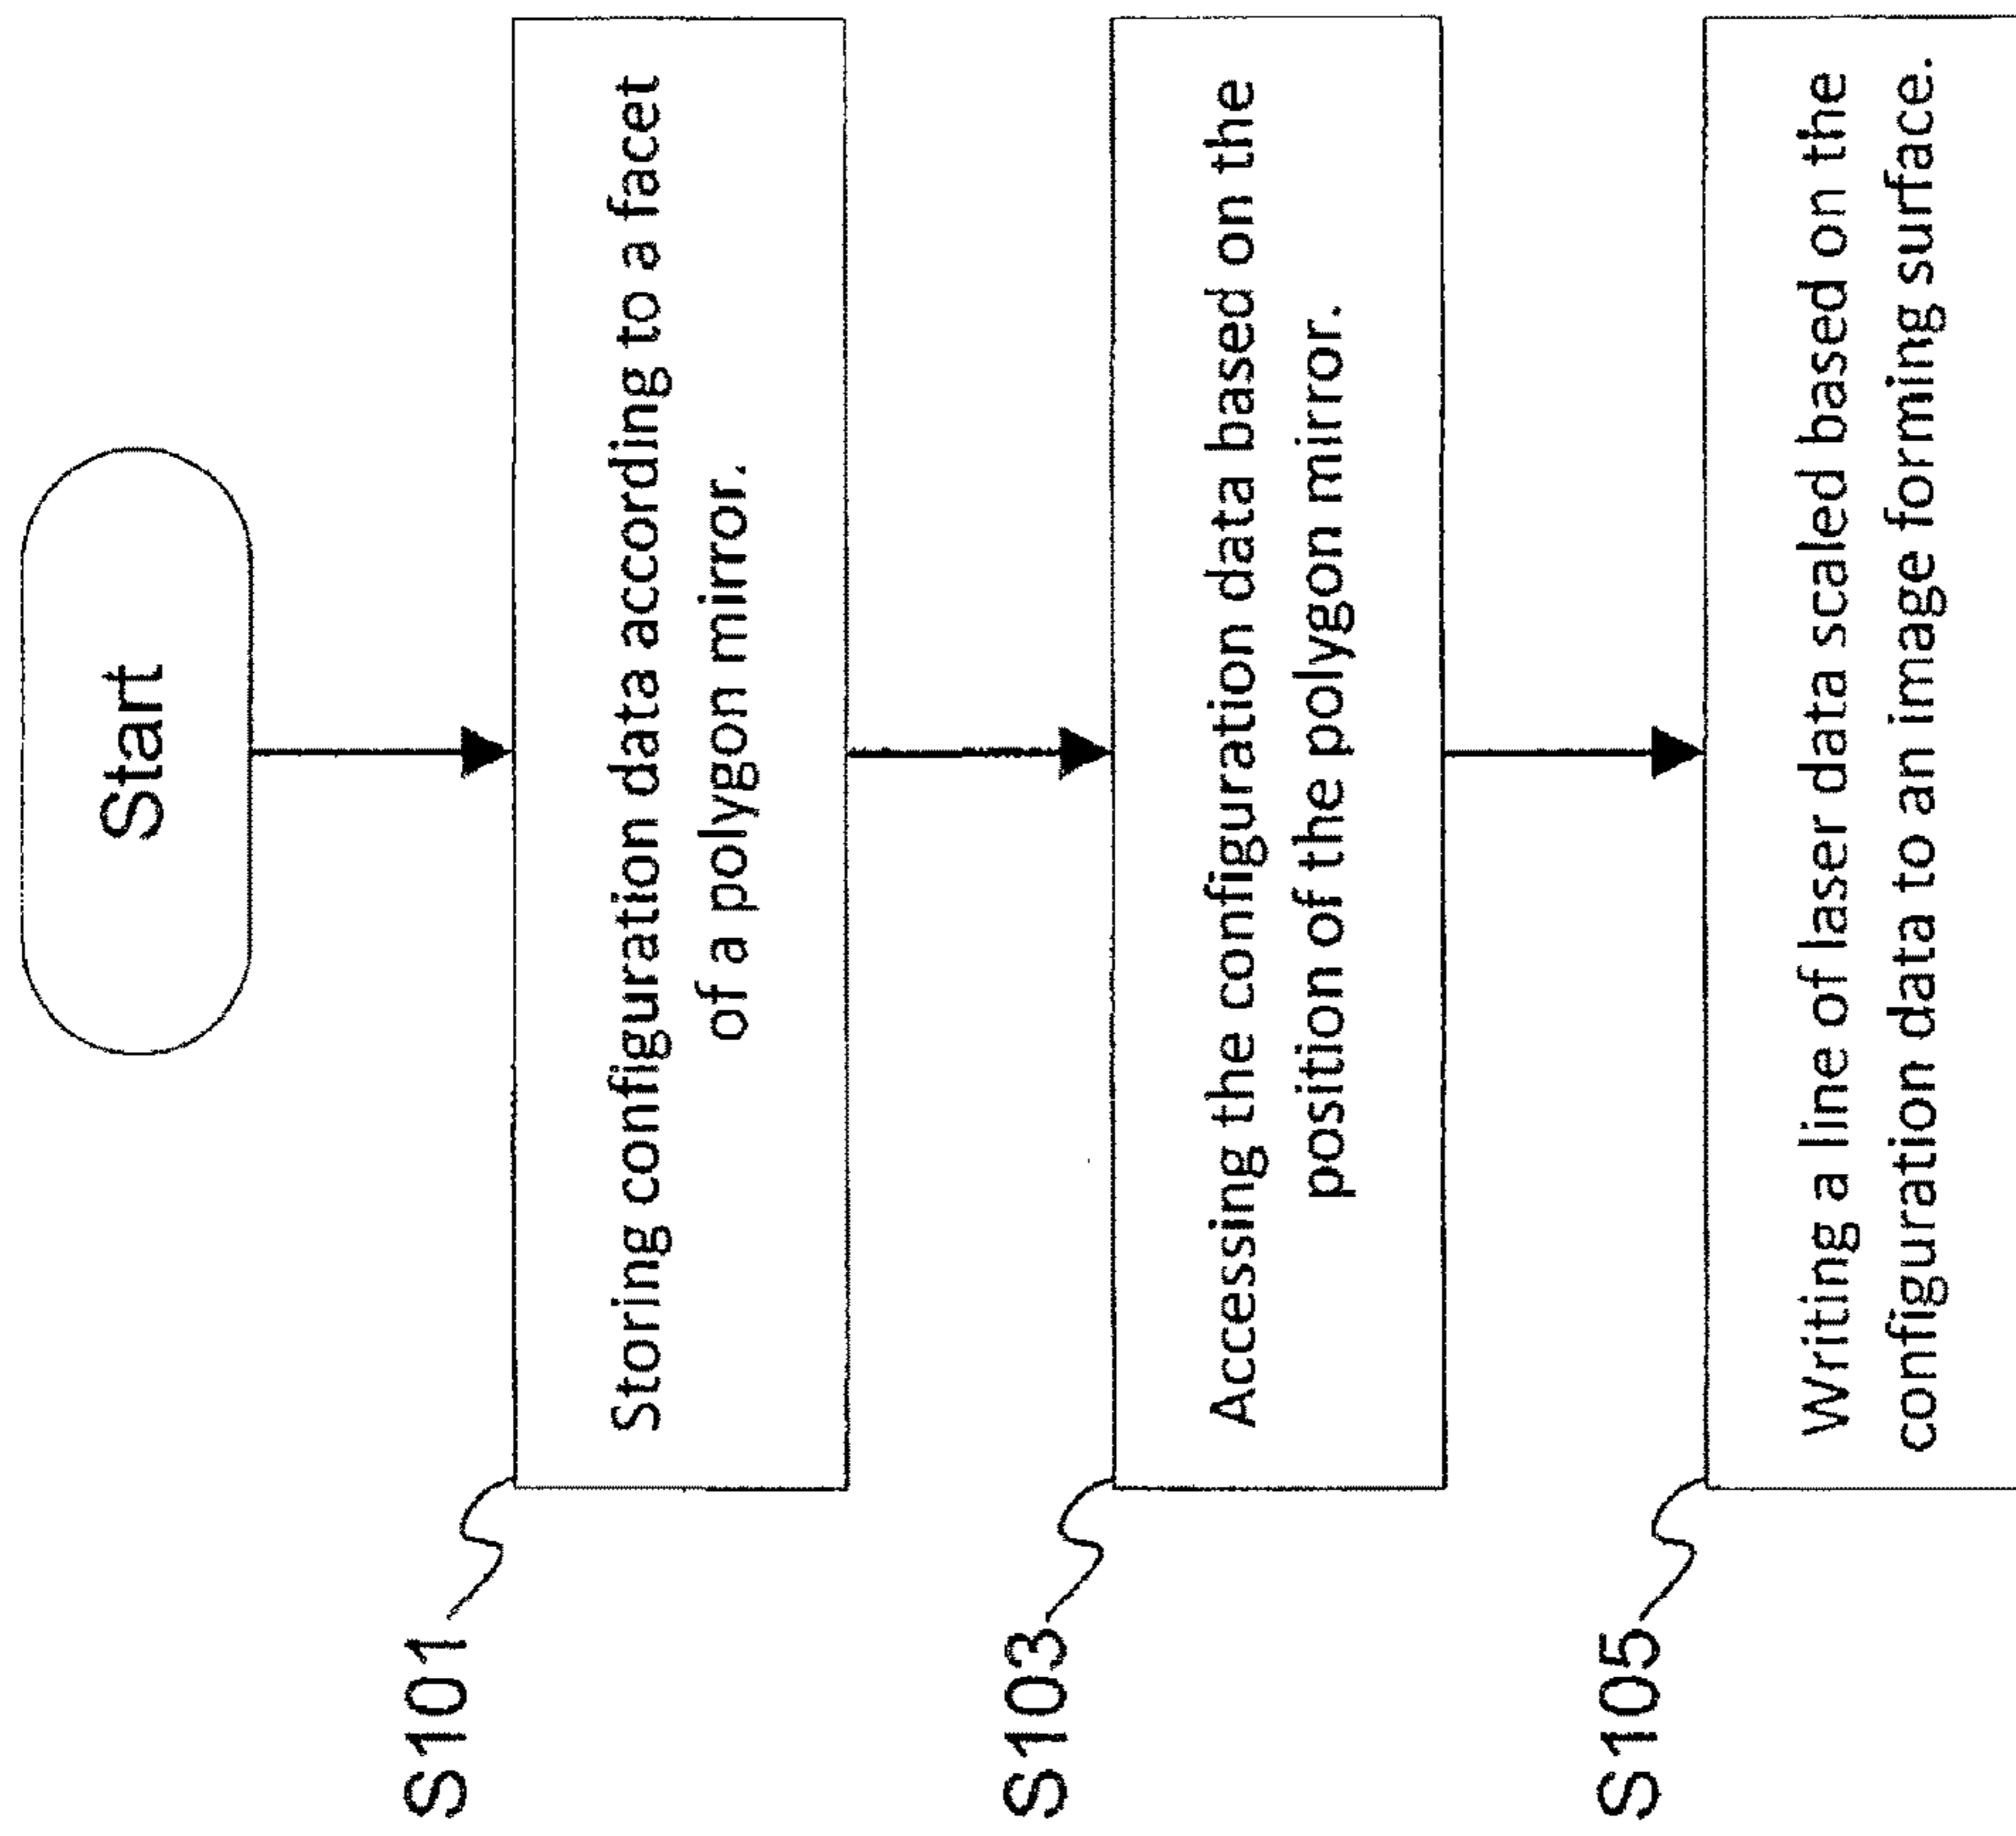 Start
S101
Storing configuration data according to a facet
of a polygon mirror.
S103
Accessing the configuration data based on the
position of the polygon mirror.
S105
Writing a line of laser data scaled based on the
configuration data to an image forming surface.